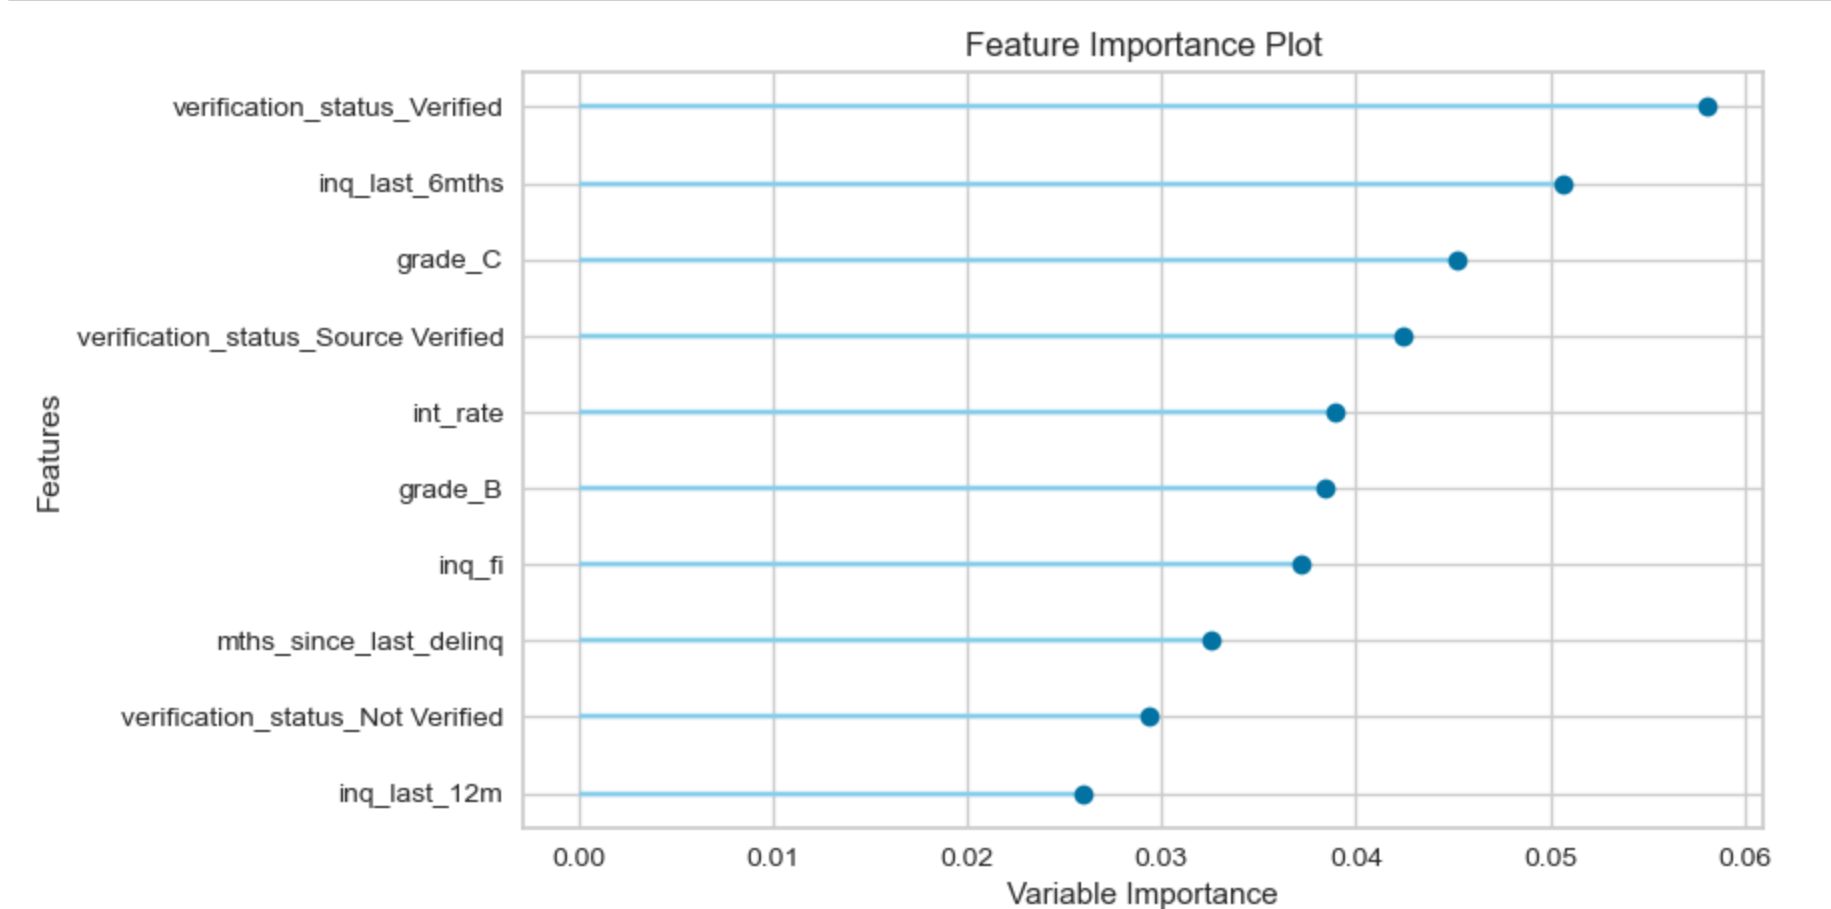 Feature Importance Plot
verification_status_Verified
inq_last_6mths
grade_C
verification_status_Source Verified
int_rate
grade_B
inq_fi
mths_since_last_delinq
verification_status_Not Verified
inq_last_12m
Features
0.00 0.01 0.02 0.03 0.04 0.05 0.06
Variable Importance